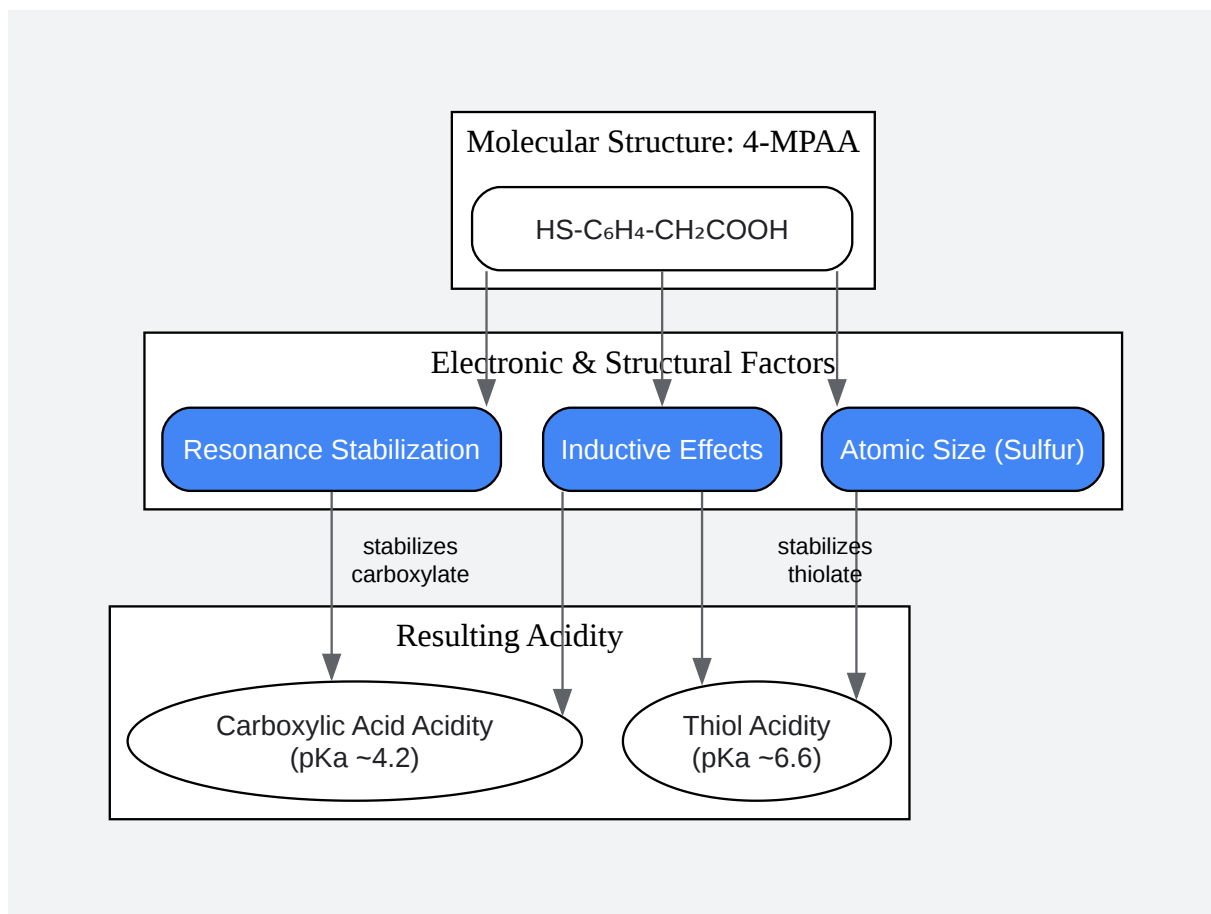 Molecular Structure: 4-MPAA
HS-C₆H₄-CH₂COOH
Electronic & Structural Factors
Resonance Stabilization
Inductive Effects
Atomic Size (Sulfur)
stabilizes
carboxylate
stabilizes
thiolate
Resulting Acidity
Carboxylic Acid Acidity
(pKa ~4.2)
Thiol Acidity
(pKa ~6.6)